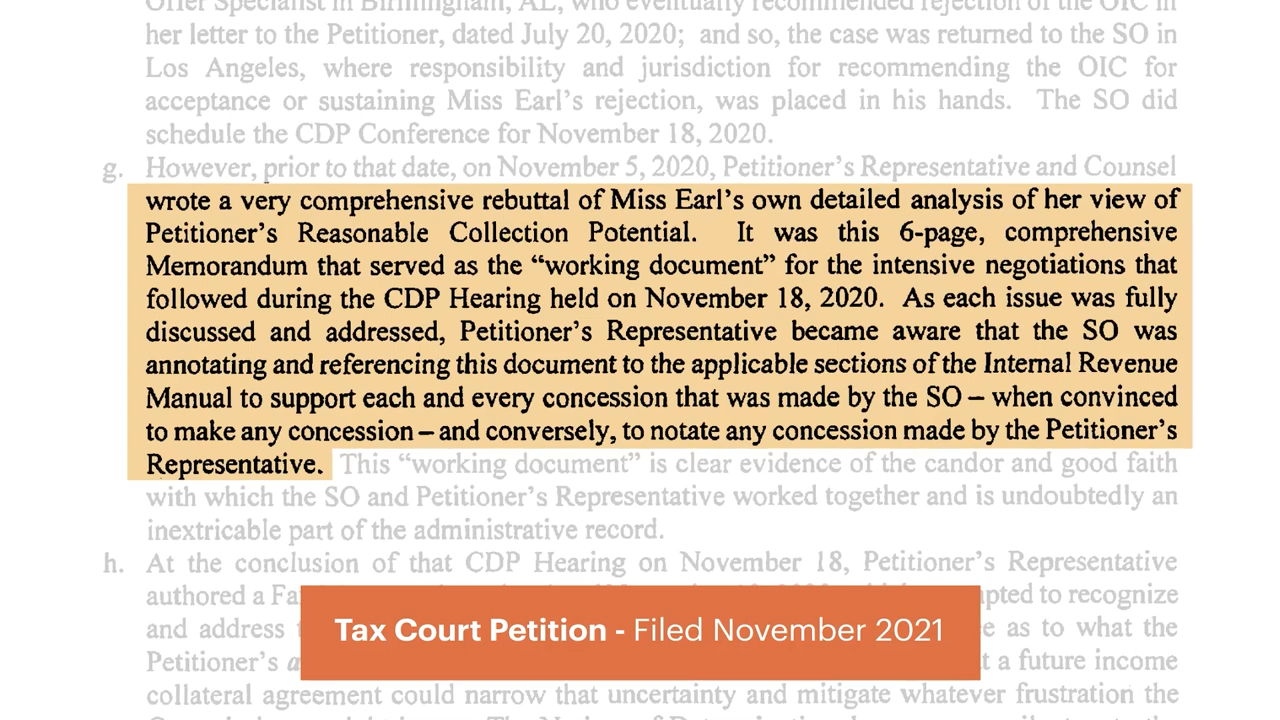 Offer Specialist in Birmingham, AL, who eventually recommended rejection of the OIC in
her letter to the Petitioner, dated July 20, 2020; and so, the case was returned to the SO in
Los Angeles, where responsibility and jurisdiction for recommending the OIC for
acceptance or sustaining Miss Earl's rejection, was placed in his hands. The SO did
schedule the CDP Conference for November 18, 2020.
g. However, prior to that date, on November 5, 2020, Petitioner's Representative and Counsel
wrote a very comprehensive rebuttal of Miss Earl's own detailed analysis of her view of
Petitioner's Reasonable Collection Potential. It was this 6-page, comprehensive
Memorandum that served as the “working document” for the intensive negotiations that
followed during the CDP Hearing held on November 18, 2020. As each issue was fully
discussed and addressed, Petitioner's Representative became aware that the SO was
annotating and referencing this document to the applicable sections of the Internal Revenue
Manual to support each and every concession that was made by the SO – when convinced
to make any concession – and conversely, to notate any concession made by the Petitioner's
Representative. This “working document” is clear evidence of the candor and good faith
with which the SO and Petitioner's Representative worked together and is undoubtedly an
inextricable part of the administrative record.
h. At the conclusion of that CDP Hearing on November 18, Petitioner's Representative
authored a to recognize
and address as to what the
Petitioner's a future income
collateral agreement could narrow that uncertainty and mitigate whatever frustration the
Tax Court Petition - Filed November 2021